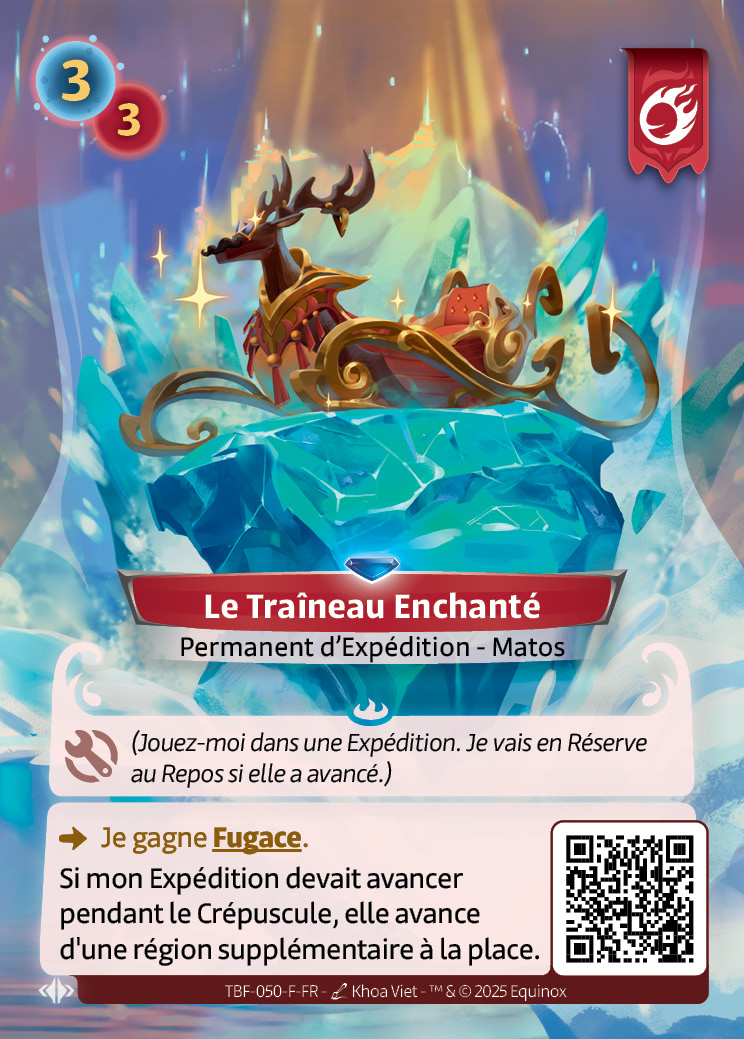 3
3
Le Traîneau Enchanté
Permanent d’Expédition - Matos
(Jouez-moi dans une Expédition. Je vais en Réserve
au Repos si elle a avancé.)
Je gagne Fugace.
Si mon Expédition devait avancer
pendant le Crépuscule, elle avance
d'une région supplémentaire à la place.
TBF-050-F-FR - Khoa Viet - ™ & © 2025 Equinox